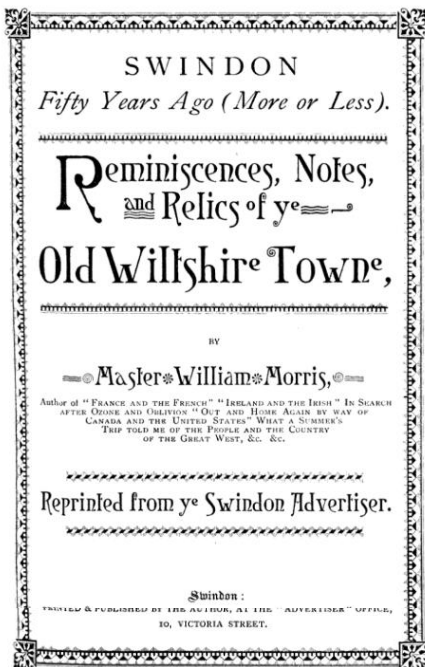 SWINDON
Fifty Years Ago (More or Less).
Reminiscences, Notes,
and Relics of ye
Old Wiltshire Towne,
BY
Master William Morris,
Author of "FRANCE AND THE FRENCH" "IRELAND AND THE IRISH" IN SEARCH
AFTER OZONE AND OBLIVION "OUT AND HOME AGAIN BY WAY OF
CANADA AND THE UNITED STATES" WHAT A SUMMER'S
TRIP TOLD ME OF THE PEOPLE AND THE COUNTRY
OF THE GREAT WEST, &c. &c.
Reprinted from ye Swindon Advertiser.
Swindon:
PRINTED & PUBLISHED BY THE AUTHOR, AT THE "ADVERTISER" OFFICE,
10, VICTORIA STREET.